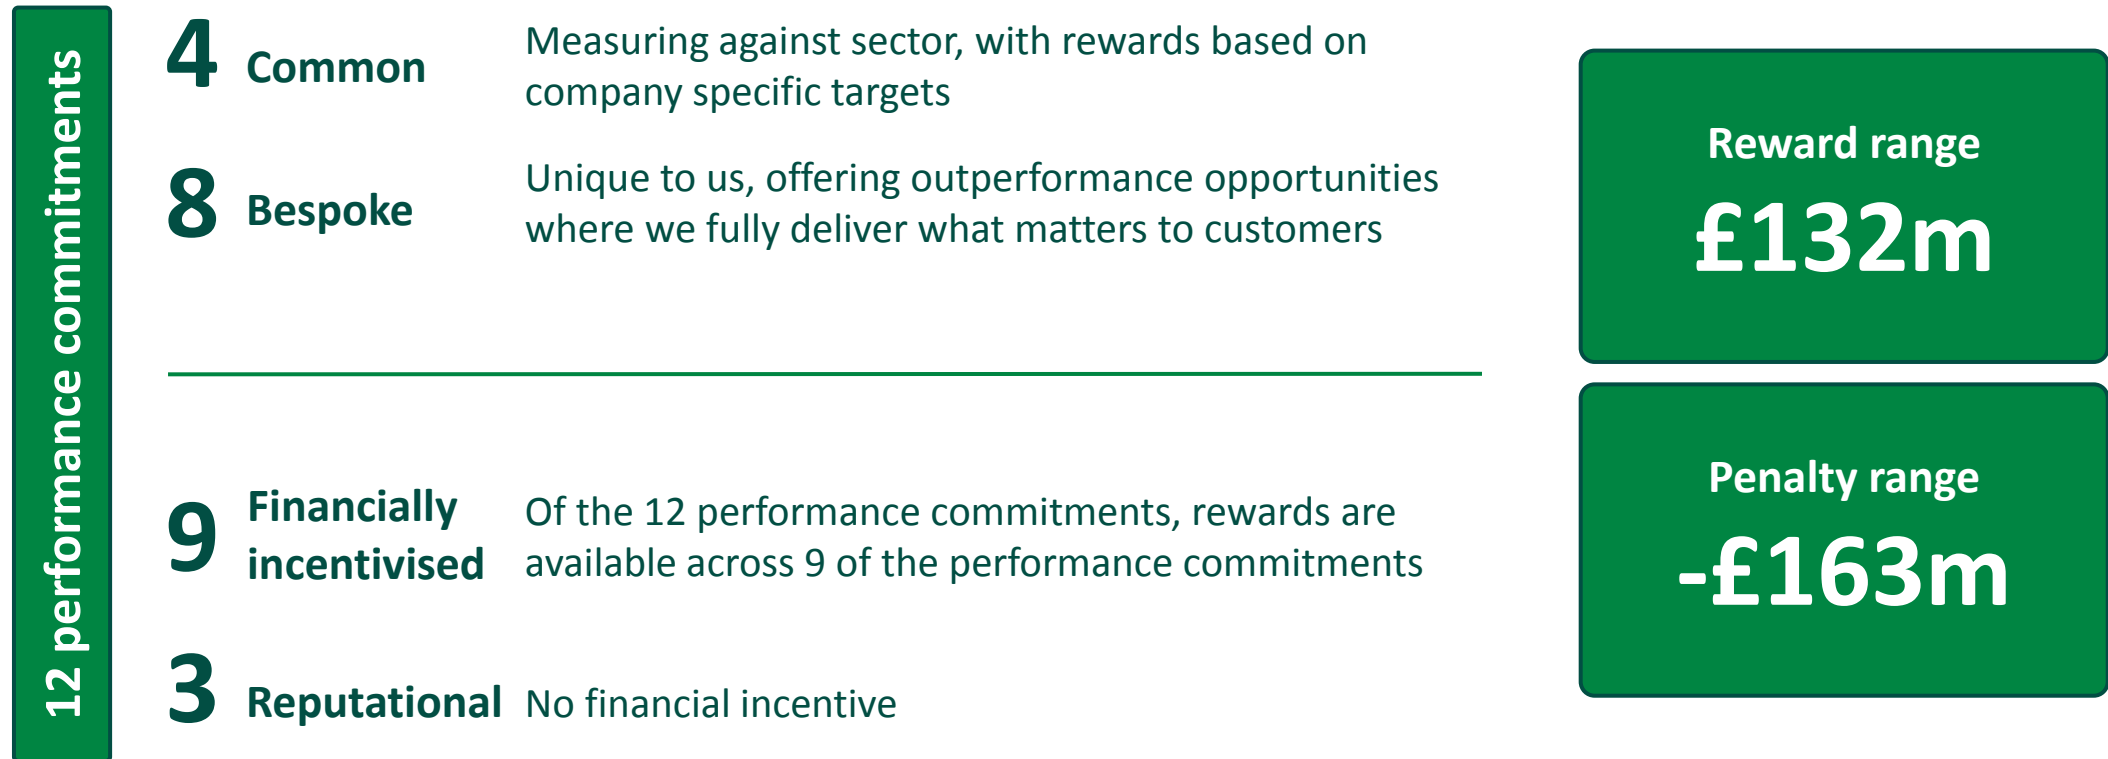 12 performance commitments
4 Common
Measuring against sector, with rewards based on
company specific targets
8 Bespoke
Unique to us, offering outperformance opportunities
where we fully deliver what matters to customers
9 Financially
incentivised
Of the 12 performance commitments, rewards are
available across 9 of the performance commitments
3 Reputational
No financial incentive
Reward range
£132m
Penalty range
-£163m